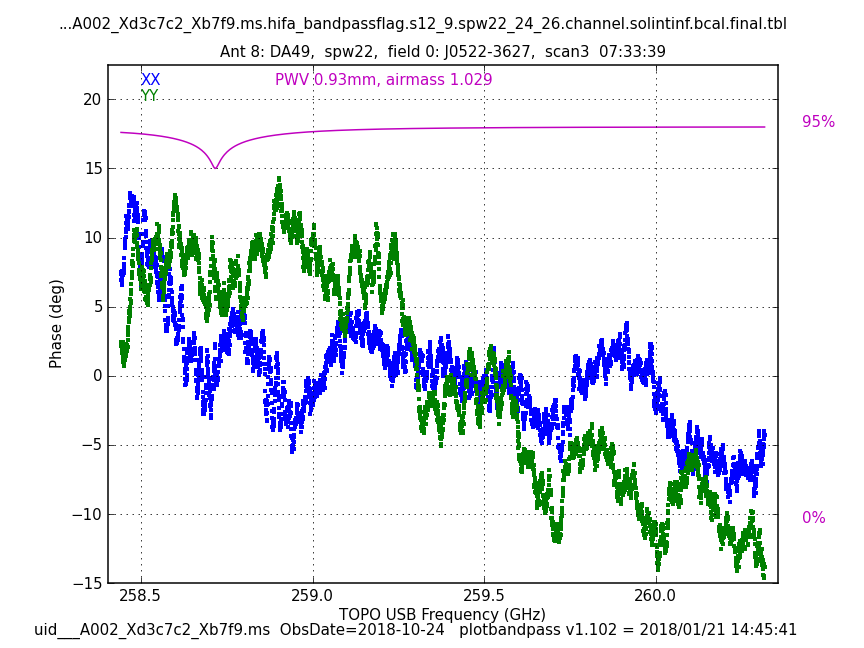 ...A002_Xd3c7c2_Xb7f9.ms.hifa_bandpassflag.s12_9.spw22_24_26.channel.solintinf.bcal.final.tbl
Ant 8: DA49,  spw22,  field 0: J0522-3627,  scan3  07:33:39
XX
YY
PWV 0.93mm, airmass 1.029
95%
0%
20
15
10
5
0
−5
−10
−15
Phase (deg)
258.5
259.0
259.5
260.0
TOPO USB Frequency (GHz)
uid___A002_Xd3c7c2_Xb7f9.ms  ObsDate=2018-10-24   plotbandpass v1.102 = 2018/01/21 14:45:41